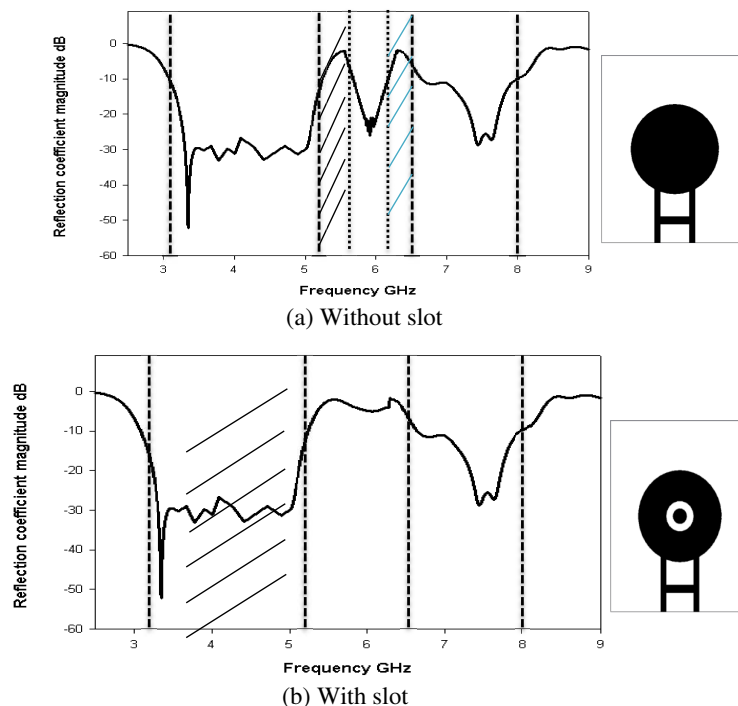 Reflection coefficient magnitude dB
0
-10
-20
-30
-40
-50
-60
3 4 5 6 7 8 9
Frequency GHz
(a) Without slot
Reflection coefficient magnitude dB
0
-10
-20
-30
-40
-50
-60
3 4 5 6 7 8 9
Frequency GHz
(b) With slot